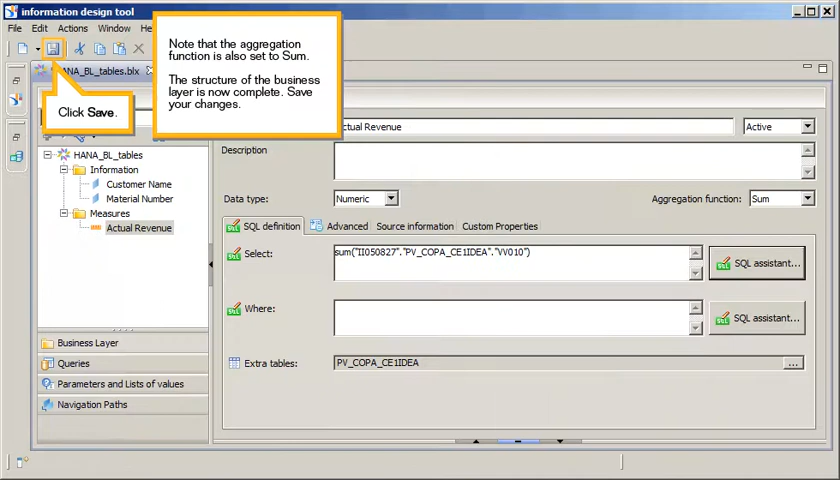 information design tool
File Edit Actions Window He
Note that the aggregation
function is also set to Sum.
The structure of the business
layer is now complete. Save
your changes.
HANA_BL_tables.blx
Click Save.
Actual Revenue
Active
Description
HANA_BL_tables
Information
Customer Name
Material Number
Measures
Actual Revenue
Data type:
Numeric
Aggregation function:
Sum
SQL definition
Advanced
Source information
Custom Properties
Select:
sum("II050827"."PV_COPA_CE1IDEA"."VV010")
SQL assistant...
Where:
SQL assistant...
Extra tables:
PV_COPA_CE1IDEA
...
Business Layer
Queries
Parameters and Lists of values
Navigation Paths